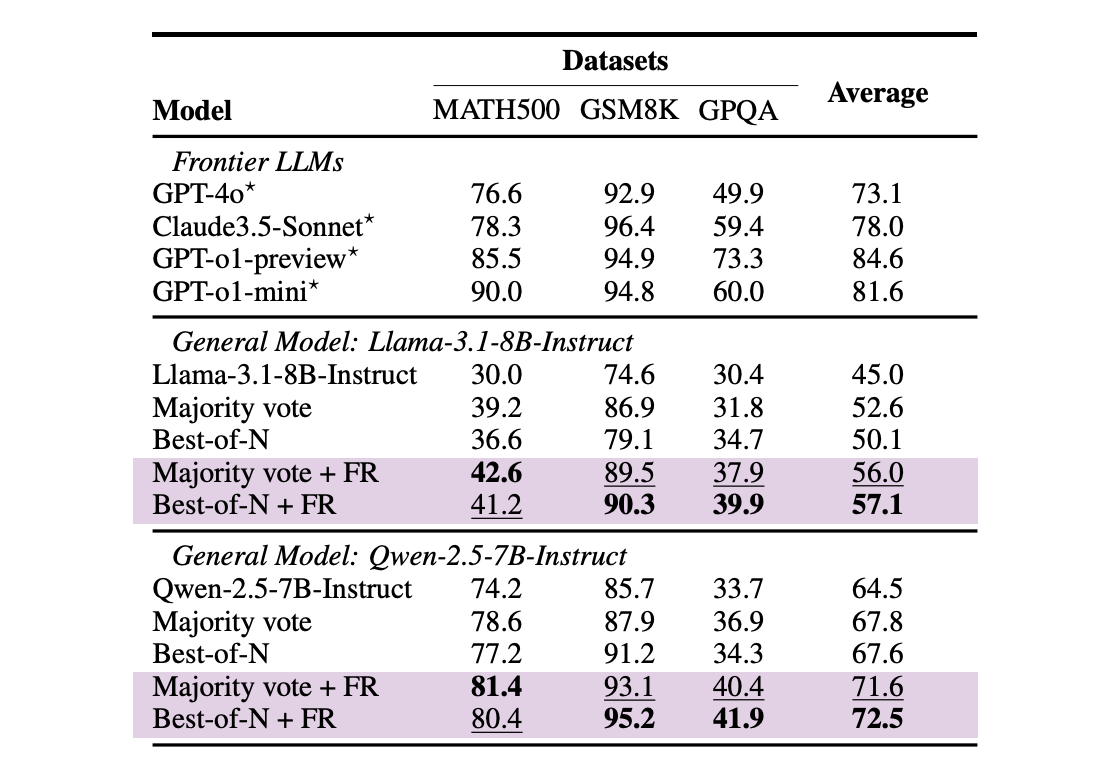 Datasets
Model MATH500 GSM8K GPQA Average
Frontier LLMs
GPT-4o* 76.6 92.9 49.9 73.1
Claude3.5-Sonnet* 78.3 96.4 59.4 78.0
GPT-o1-preview* 85.5 94.9 73.3 84.6
GPT-o1-mini* 90.0 94.8 60.0 81.6
General Model: Llama-3.1-8B-Instruct
Llama-3.1-8B-Instruct 30.0 74.6 30.4 45.0
Majority vote 39.2 86.9 31.8 52.6
Best-of-N 36.6 79.1 34.7 50.1
Majority vote + FR 42.6 89.5 37.9 56.0
Best-of-N + FR 41.2 90.3 39.9 57.1
General Model: Qwen-2.5-7B-Instruct
Qwen-2.5-7B-Instruct 74.2 85.7 33.7 64.5
Majority vote 78.6 87.9 36.9 67.8
Best-of-N 77.2 91.2 34.3 67.6
Majority vote + FR 81.4 93.1 40.4 71.6
Best-of-N + FR 80.4 95.2 41.9 72.5